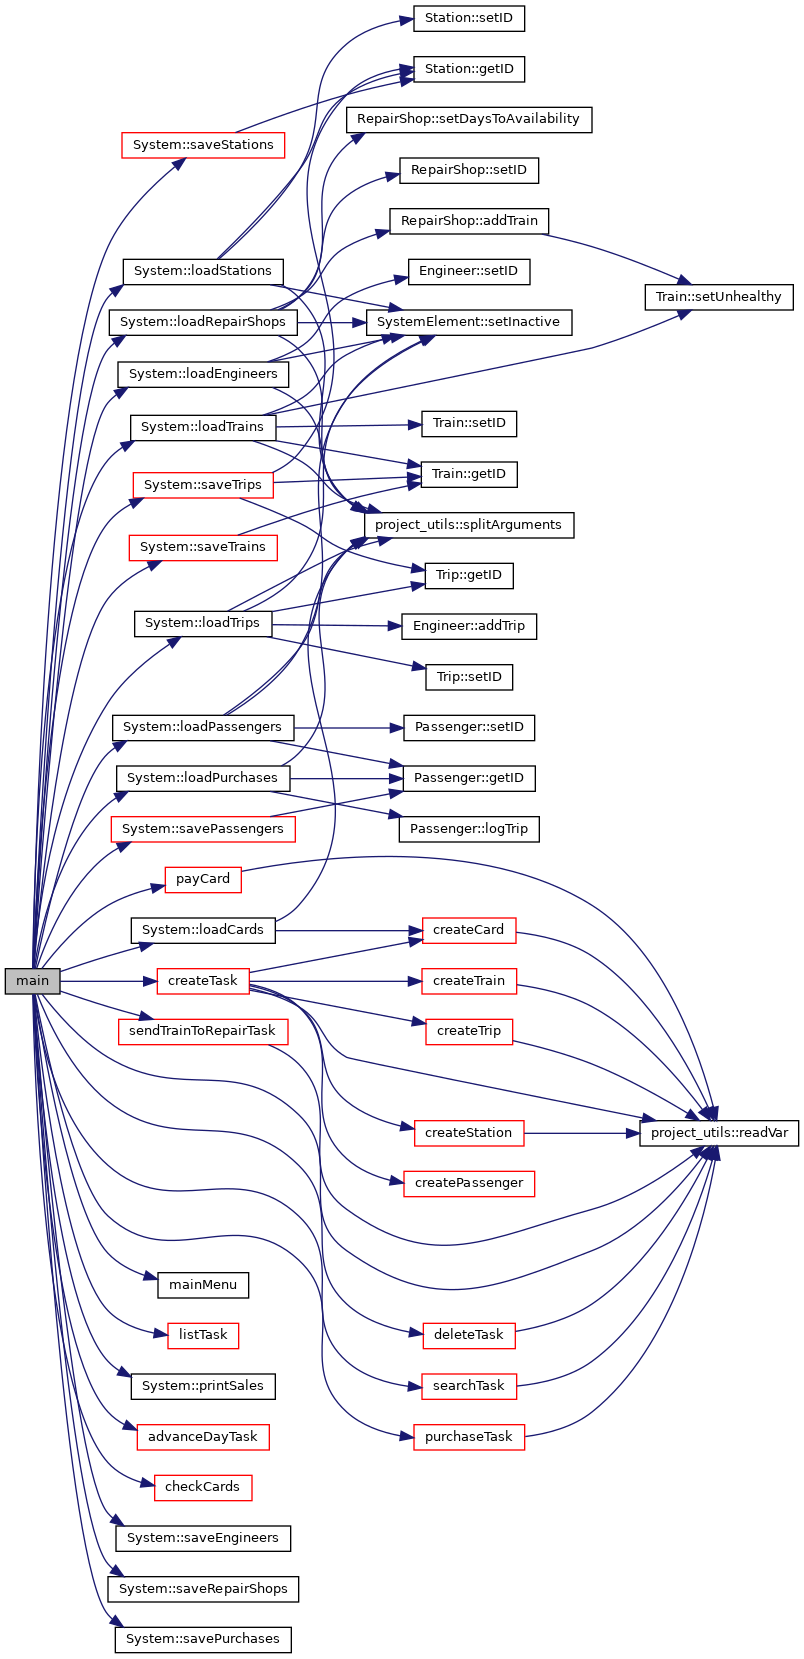 Station::setID
Station::getID
RepairShop::setDaysToAvailability
System::saveStations
RepairShop::setID
RepairShop::addTrain
System::loadStations
Engineer::setID
Train::setUnhealthy
System::loadRepairShops
SystemElement::setInactive
System::loadEngineers
System::loadTrains
Train::setID
System::saveTrips
Train::getID
project_utils::splitArguments
System::saveTrains
Trip::getID
System::loadTrips
Engineer::addTrip
Trip::setID
System::loadPassengers
Passenger::setID
System::loadPurchases
Passenger::getID
System::savePassengers
Passenger::logTrip
payCard
System::loadCards
createCard
main
createTask
createTrain
sendTrainToRepairTask
createTrip
createStation
project_utils::readVar
createPassenger
mainMenu
listTask
deleteTask
System::printSales
searchTask
advanceDayTask
purchaseTask
checkCards
System::saveEngineers
System::saveRepairShops
System::savePurchases